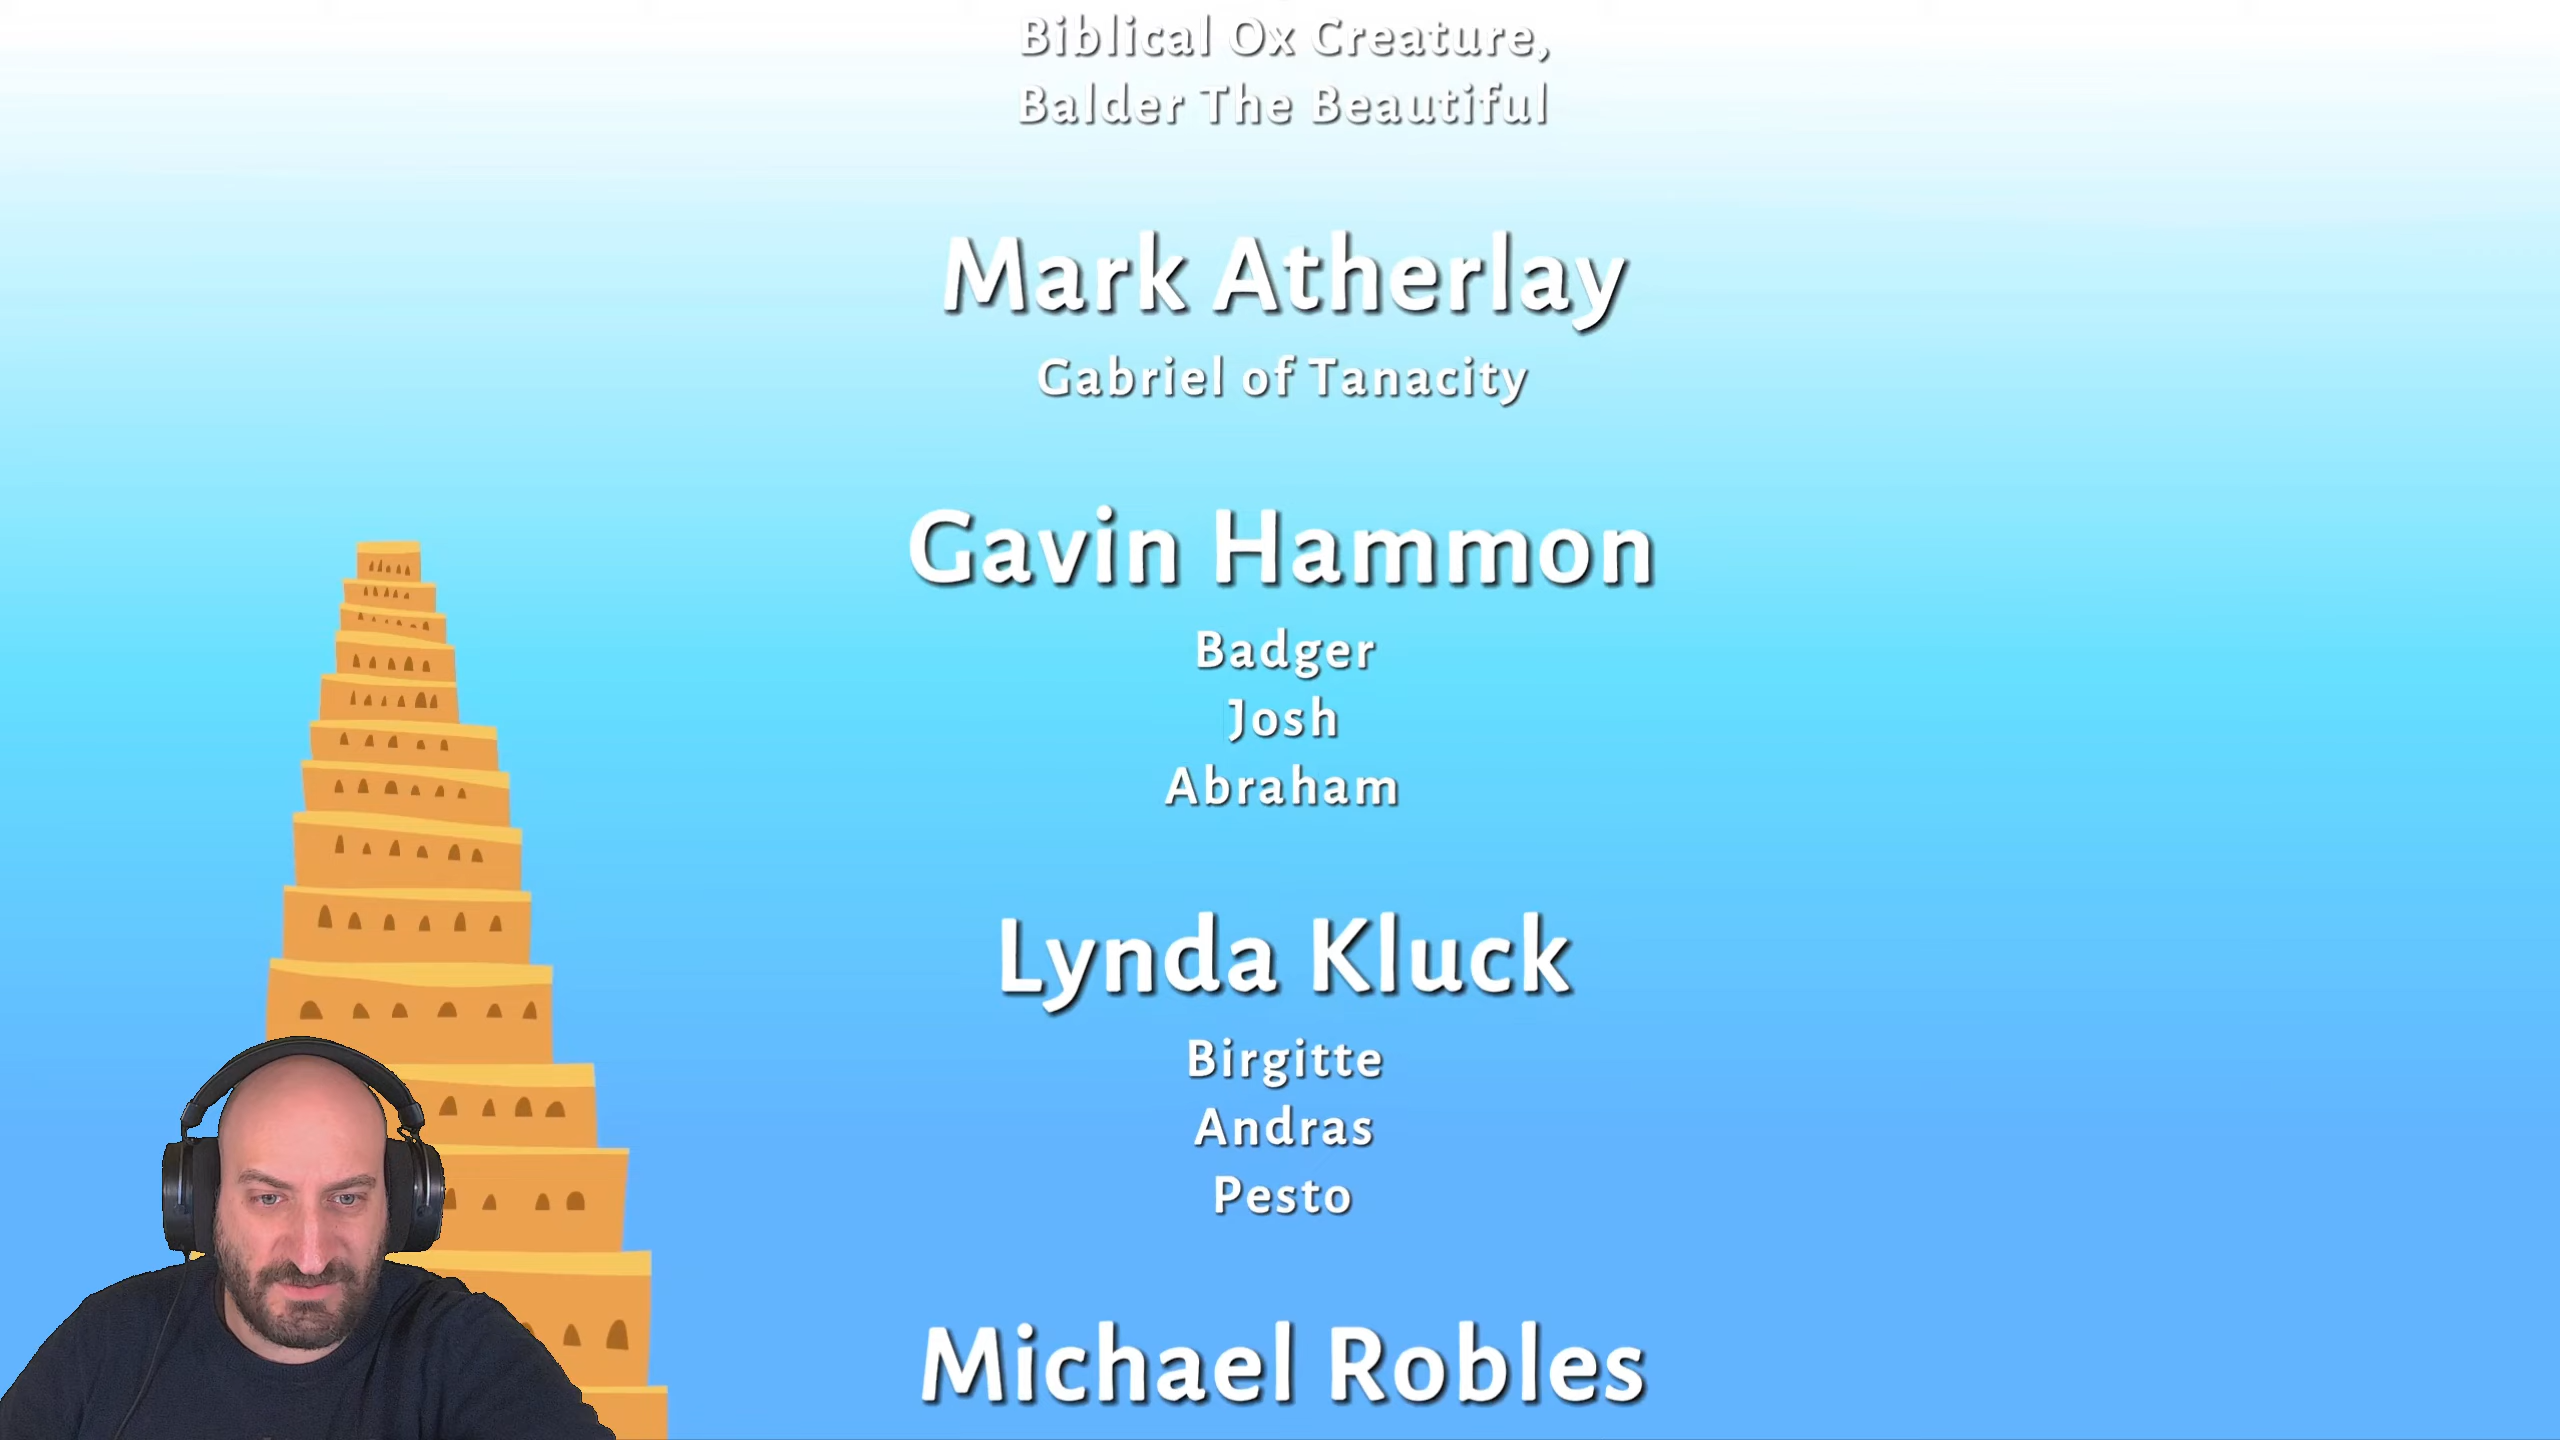 Biblical Ox Creature,
Balder The Beautiful
Mark Atherlay
Gabriel of Tanacity
Gavin Hammon
Badger
Josh
Abraham
Lynda Kluck
Birgitte
Andras
Pesto
Michael Robles